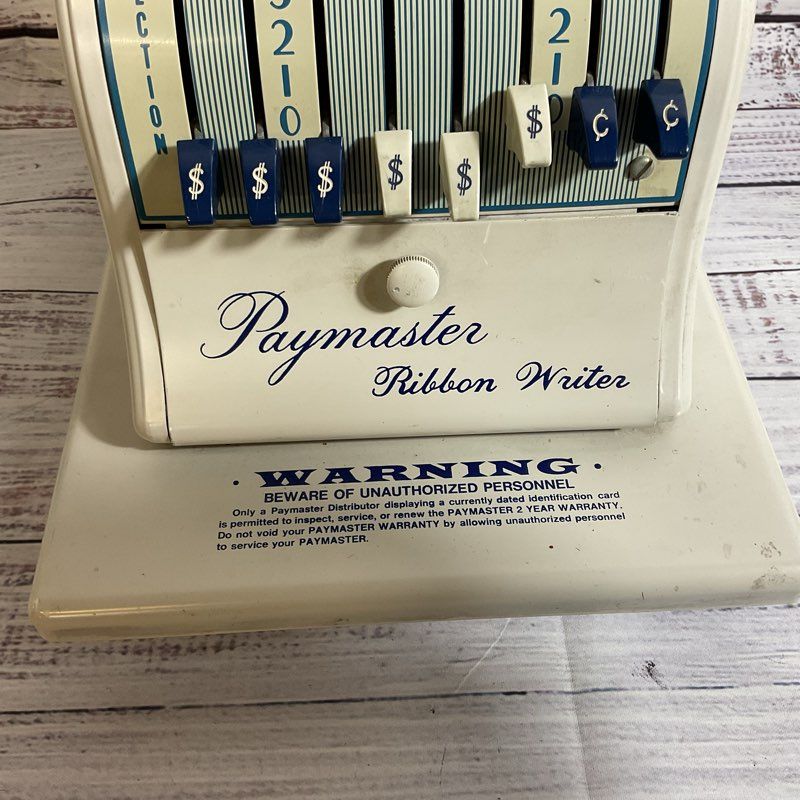 CTION
3210
210
$ $ $ $ $ $ ¢ ¢
Paymaster
Ribbon Writer
· WARNING ·
BEWARE OF UNAUTHORIZED PERSONNEL
Only a Paymaster Distributor displaying a currently dated identification card
is permitted to inspect, service, or renew the PAYMASTER 2 YEAR WARRANTY.
Do not void your PAYMASTER WARRANTY by allowing unauthorized personnel
to service your PAYMASTER.